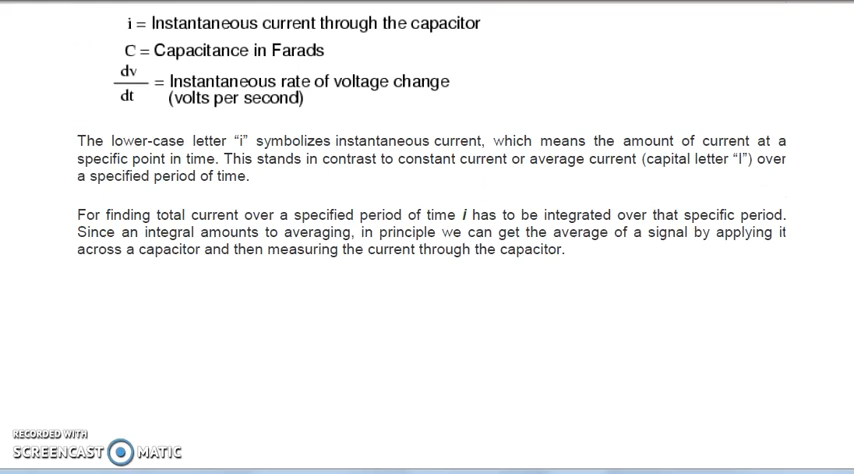 i = Instantaneous current through the capacitor
C = Capacitance in Farads
dv
dt
= Instantaneous rate of voltage change
(volts per second)
The lower-case letter “i” symbolizes instantaneous current, which means the amount of current at a
specific point in time. This stands in contrast to constant current or average current (capital letter “I”) over
a specified period of time.
For finding total current over a specified period of time i has to be integrated over that specific period.
Since an integral amounts to averaging, in principle we can get the average of a signal by applying it
across a capacitor and then measuring the current through the capacitor.
RECORDED WITH
SCREENCAST O MATIC